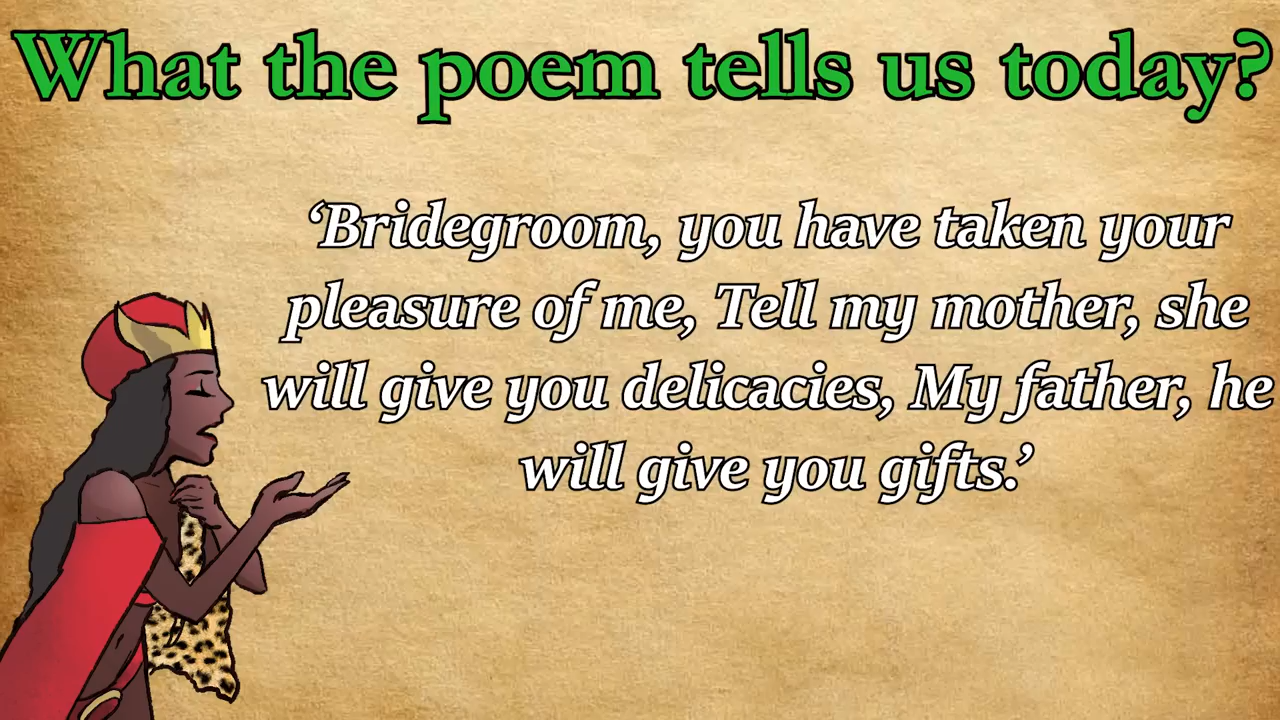 What the poem tells us today?
‘Bridegroom, you have taken your
pleasure of me, Tell my mother, she
will give you delicacies, My father, he
will give you gifts.’